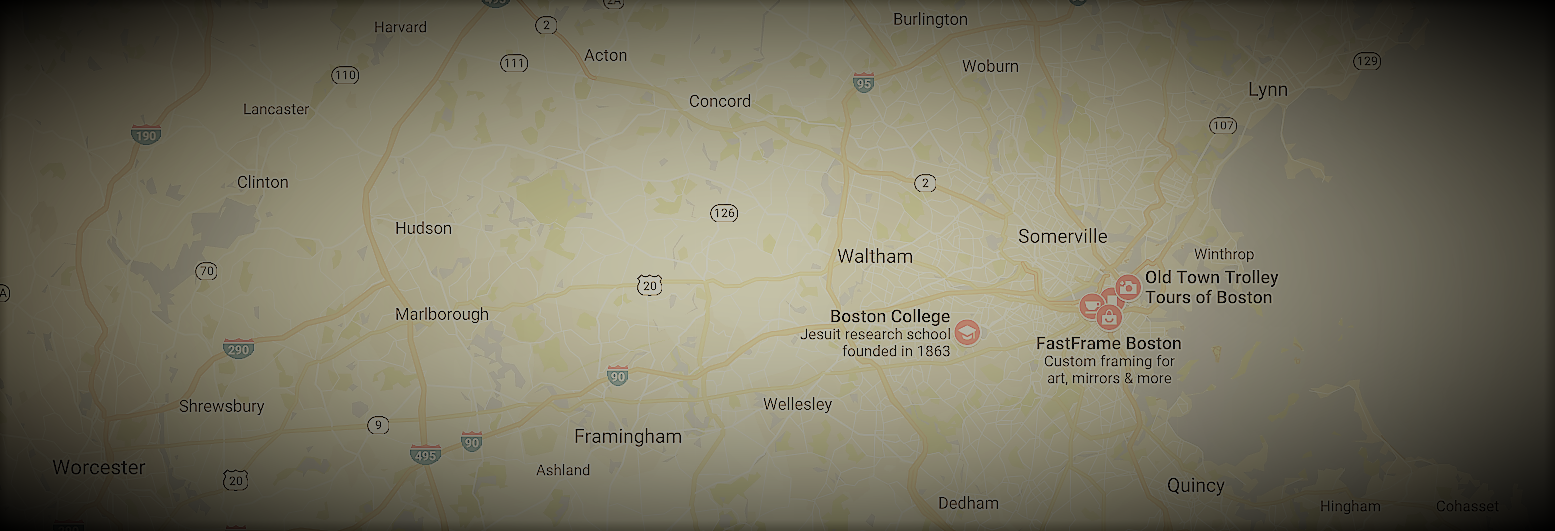 495
2A
Harvard
2
Burlington
Acton
111
Woburn
129
110
95
Lynn
Concord
Lancaster
107
190
Clinton
2
126
Hudson
Somerville
Waltham
Winthrop
70
Old Town Trolley
Tours of Boston
20
A
Marlborough
Boston College
Jesuit research school
founded in 1863
FastFrame Boston
Custom framing for
art, mirrors & more
290
90
Shrewsbury
Wellesley
9
Framingham
90
495
Worcester
Ashland
20
Quincy
Dedham
Hingham
Cohasset